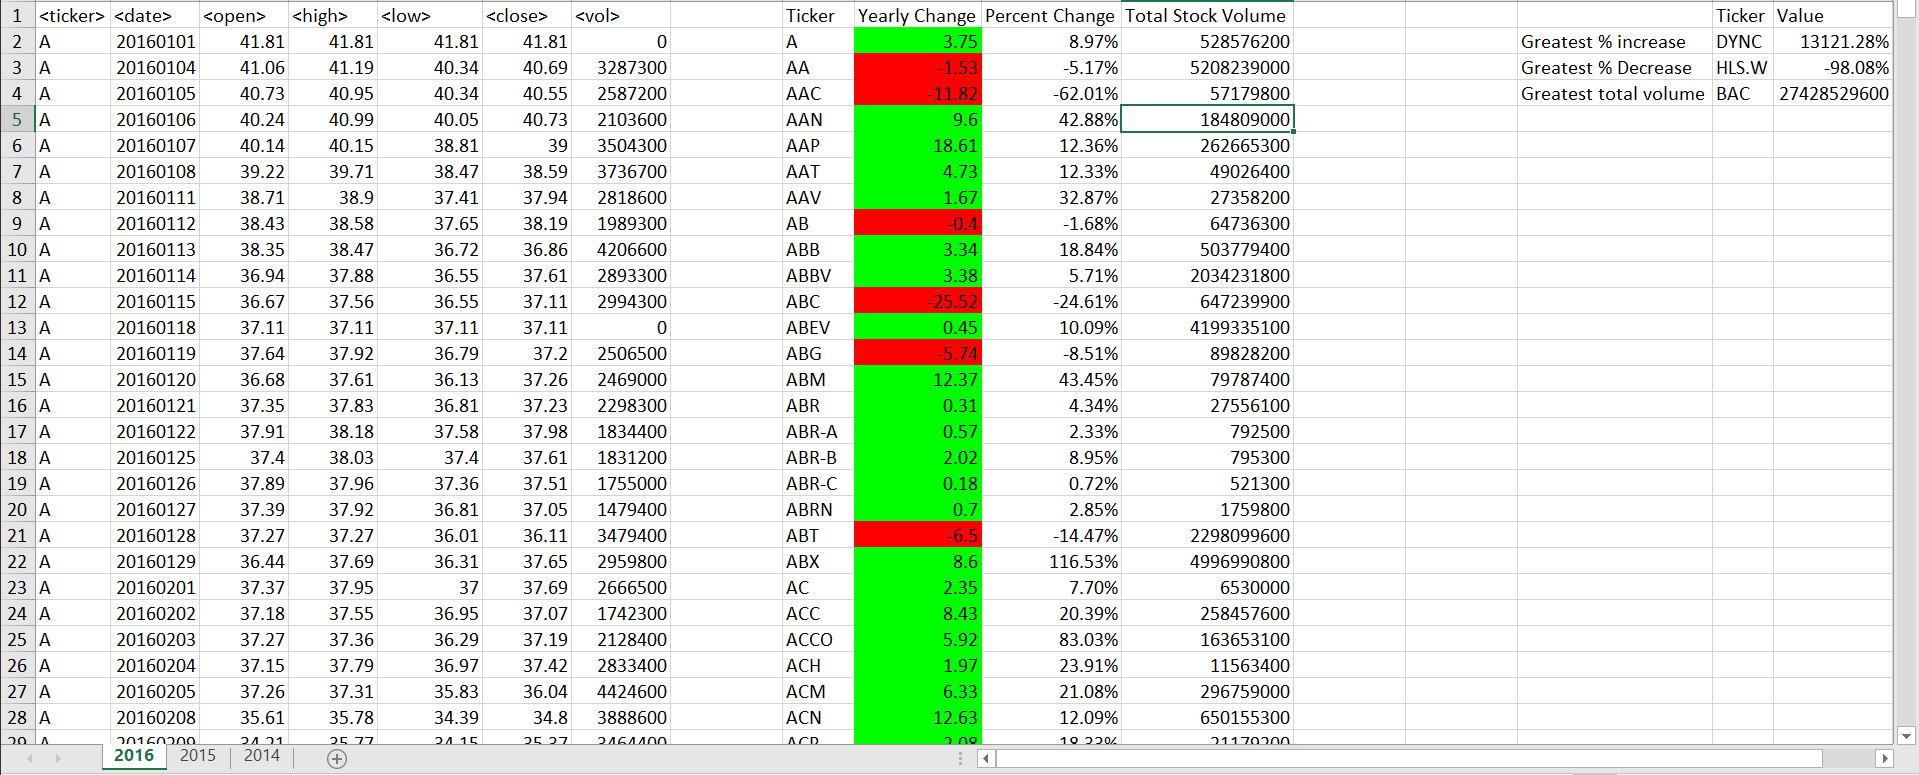 1 <ticker> <date> <open> <high> <low> <close> <vol> Ticker Yearly Change Percent Change Total Stock Volume Ticker Value
2 A 20160101 41.81 41.81 41.81 41.81 0 A 3.75 8.97% 528576200 Greatest % increase DYNC 13121.28%
3 A 20160104 41.06 41.19 40.34 40.69 3287300 AA -1.53 -5.17% 5208239000 Greatest % Decrease HLS.W -98.08%
4 A 20160105 40.73 40.95 40.34 40.55 2587200 AAC -11.82 -62.01% 57179800 Greatest total volume BAC 27428529600
5 A 20160106 40.24 40.99 40.05 40.73 2103600 AAN 9.6 42.88% 184809000
6 A 20160107 40.14 40.15 38.81 39 3504300 AAP 18.61 12.36% 262665300
7 A 20160108 39.22 39.71 38.47 38.59 3736700 AAT 4.73 12.33% 49026400
8 A 20160111 38.71 38.9 37.41 37.94 2818600 AAV 1.67 32.87% 27358200
9 A 20160112 38.43 38.58 37.65 38.19 1989300 AB -0.4 -1.68% 64736300
10 A 20160113 38.35 38.47 36.72 36.86 4206600 ABB 3.34 18.84% 503779400
11 A 20160114 36.94 37.88 36.55 37.61 2893300 ABBV 3.38 5.71% 2034231800
12 A 20160115 36.67 37.56 36.55 37.11 2994300 ABC -25.52 -24.61% 647239900
13 A 20160118 37.11 37.11 37.11 37.11 0 ABEV 0.45 10.09% 4199335100
14 A 20160119 37.64 37.92 36.79 37.2 2506500 ABG -5.74 -8.51% 89828200
15 A 20160120 36.68 37.61 36.13 37.26 2469000 ABM 12.37 43.45% 79787400
16 A 20160121 37.35 37.83 36.81 37.23 2298300 ABR 0.31 4.34% 27556100
17 A 20160122 37.91 38.18 37.58 37.98 1834400 ABR-A 0.57 2.33% 792500
18 A 20160125 37.4 38.03 37.4 37.61 1831200 ABR-B 2.02 8.95% 795300
19 A 20160126 37.89 37.96 37.36 37.51 1755000 ABR-C 0.18 0.72% 521300
20 A 20160127 37.39 37.92 36.81 37.05 1479400 ABRN 0.7 2.85% 1759800
21 A 20160128 37.27 37.27 36.01 36.11 3479400 ABT -6.5 -14.47% 2298099600
22 A 20160129 36.44 37.69 36.31 37.65 2959800 ABX 8.6 116.53% 4996990800
23 A 20160201 37.37 37.95 37 37.69 2666500 AC 2.35 7.70% 6530000
24 A 20160202 37.18 37.55 36.95 37.07 1742300 ACC 8.43 20.39% 258457600
25 A 20160203 37.27 37.36 36.29 37.19 2128400 ACCO 5.92 83.03% 163653100
26 A 20160204 37.15 37.79 36.97 37.42 2833400 ACH 1.97 23.91% 11563400
27 A 20160205 37.26 37.31 35.83 36.04 4424600 ACM 6.33 21.08% 296759000
28 A 20160208 35.61 35.78 34.39 34.8 3888600 ACN 12.63 12.09% 650155300
29 A 20160209 34.21 35.77 34.15 35.37 3464400 2.08 18.33% 21179200
2016 2015 2014